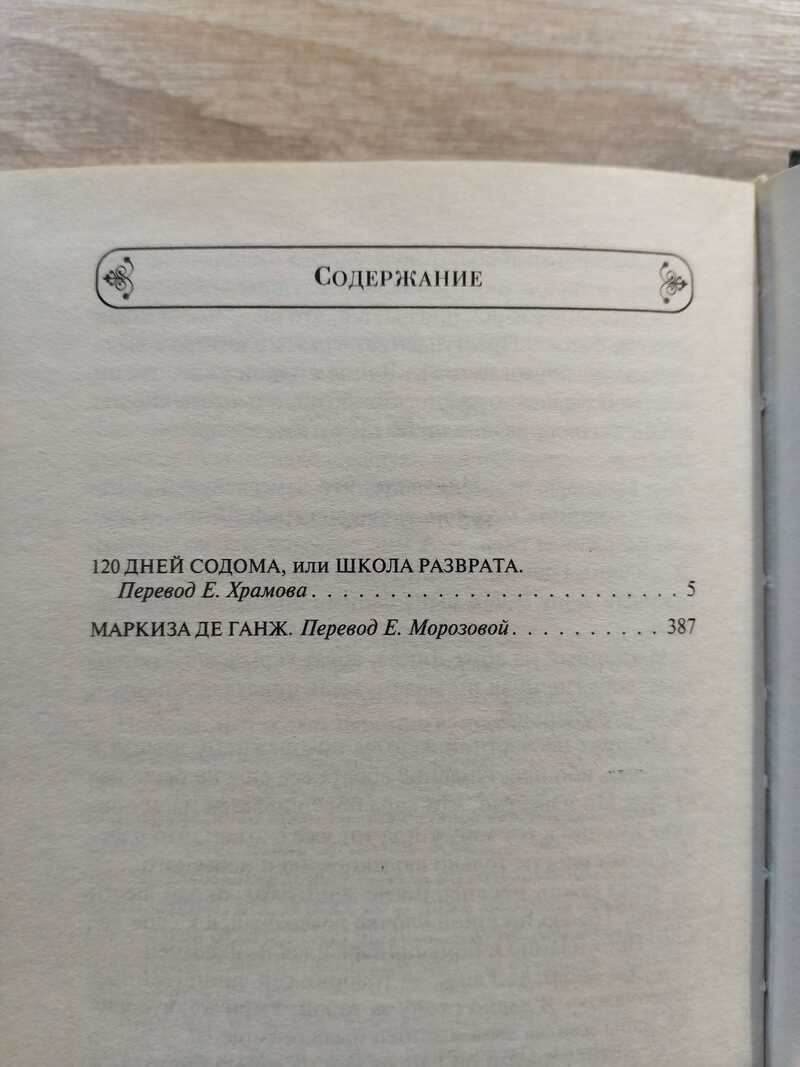 Содержание
120 ДНЕЙ СОДОМА, или ШКОЛА РАЗВРАТА.
Перевод Е. Храмова . . . . . . . . . . . . . . . . . . . . . . . . 5
МАРКИЗА ДЕ ГАНЖ. Перевод Е. Морозовой . . . . . . . . . . 387